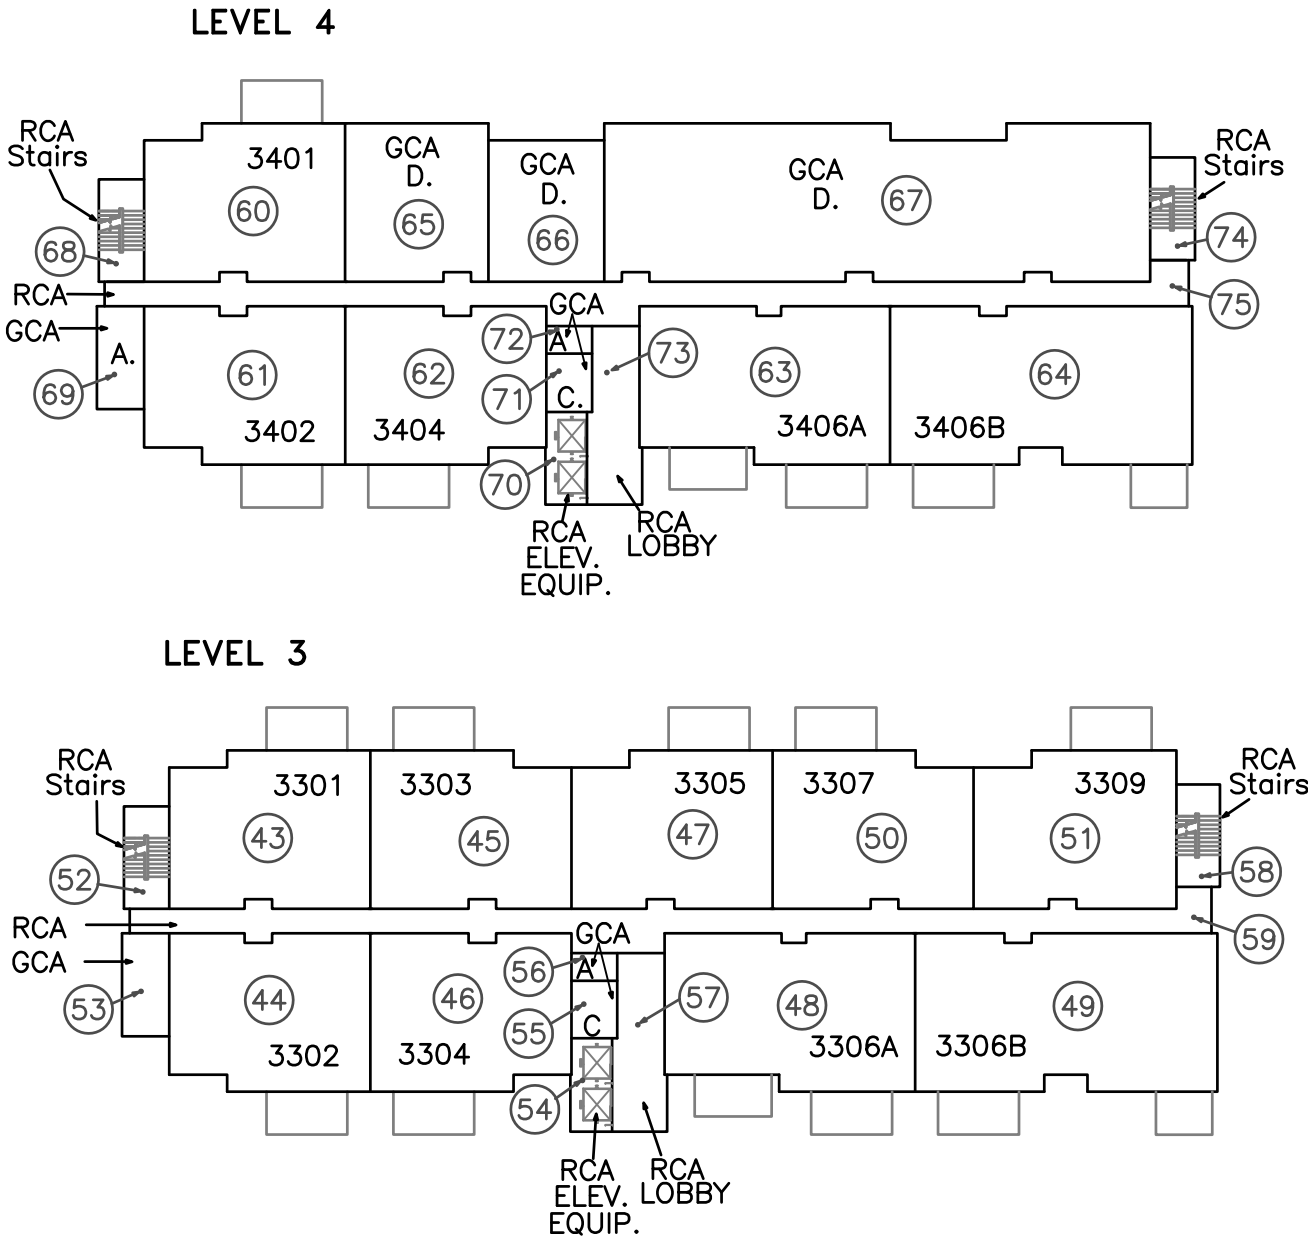 LEVEL 4
RCA
Stairs
3401
GCA
D.
GCA
D.
GCA
D.
RCA
Stairs
60
65
66
67
68
74
RCA
75
GCA
GCA
A.
69
61
62
72
A
73
63
64
71
C.
3402
3404
3406A
3406B
70
RCA
ELEV.
EQUIP.
RCA
LOBBY
LEVEL 3
RCA
Stairs
3301
3303
3305
3307
3309
RCA
Stairs
43
45
47
50
51
52
58
RCA
GCA
59
GCA
56
A
53
44
46
57
48
49
55
C
3302
3304
3306A
3306B
54
RCA
ELEV.
EQUIP.
RCA
LOBBY